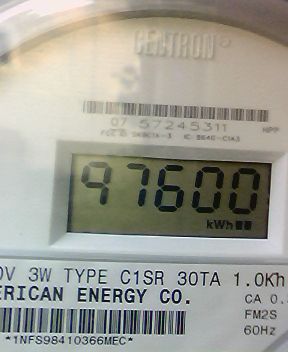 CENTRON®
07 57245311 HPP
97600
kWh
0V 3W TYPE C1SR 30TA 1.0Kh
ERICAN ENERGY CO. CA 0.
FM2S
*1NFS98410366MEC* 60Hz